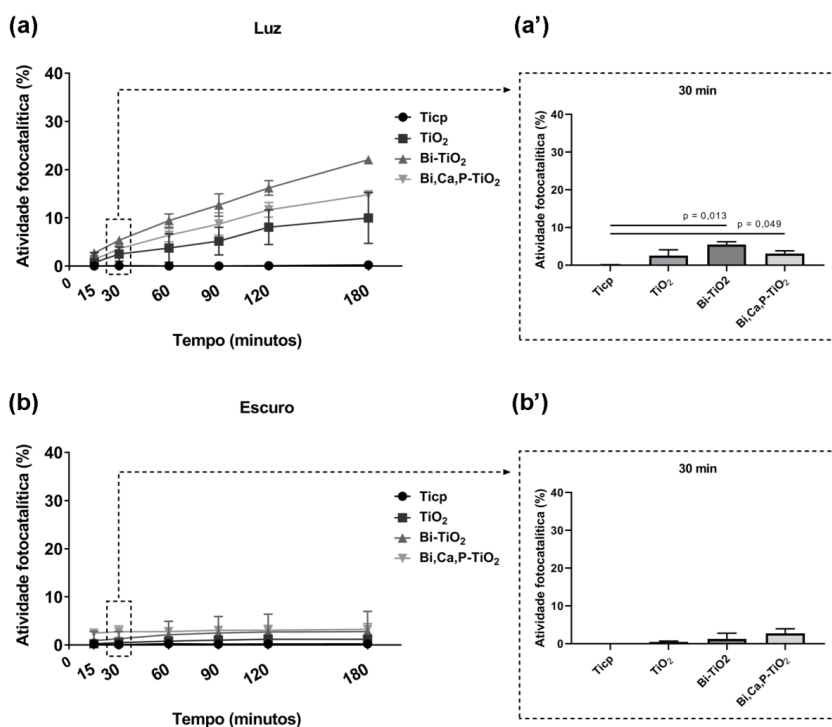 (a)
Luz
Atividade fotocatalítica (%)
40
30
20
10
0
0
15
30
60
90
120
180
Tempo (minutos)
Ticp
TiO₂
Bi-TiO₂
Bi,Ca,P-TiO₂
(a')
30 min
Atividade fotocatalítica (%)
40
30
20
10
0
p = 0,013
p = 0,049
Ticp
TiO₂
Bi-TiO2
Bi,Ca,P-TiO₂
(b)
Escuro
Atividade fotocatalítica (%)
40
30
20
10
0
0
15
30
60
90
120
180
Tempo (minutos)
Ticp
TiO₂
Bi-TiO₂
Bi,Ca,P-TiO₂
(b')
30 min
Atividade fotocatalítica (%)
40
30
20
10
0
Ticp
TiO₂
Bi-TiO2
Bi,Ca,P-TiO₂